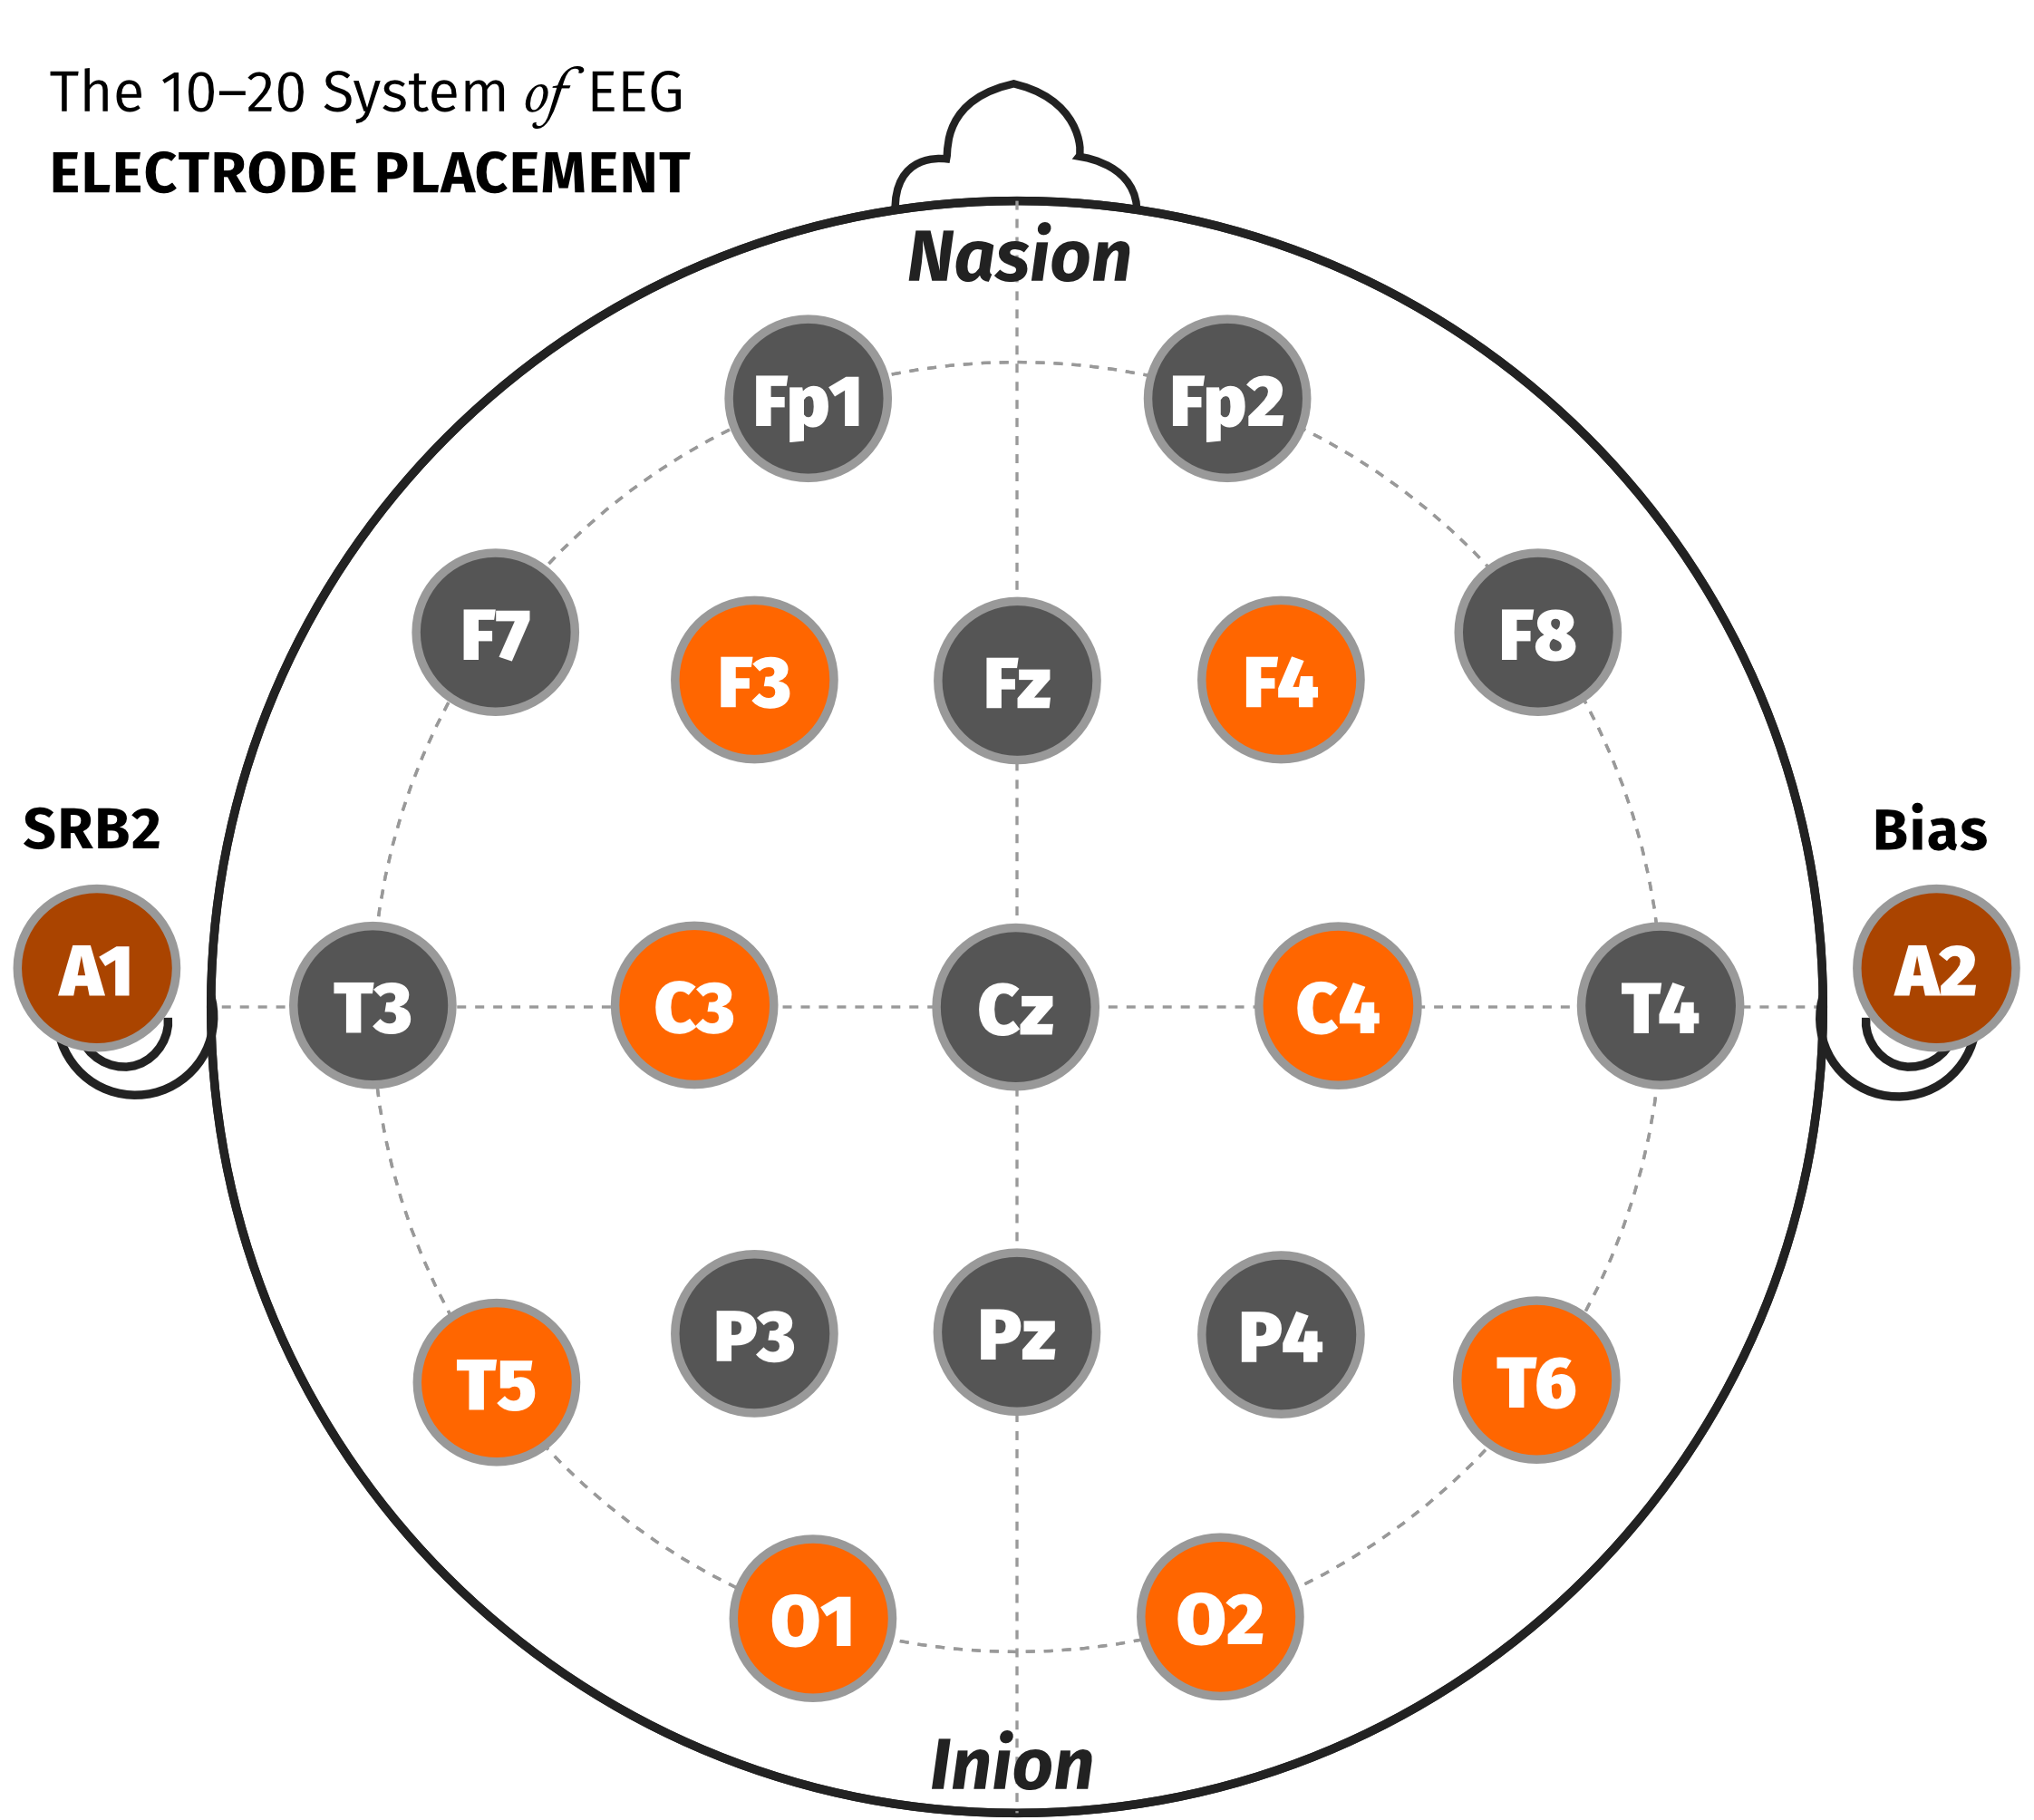 The 10–20 System of EEG
ELECTRODE PLACEMENT
Nasion
Fp1 Fp2
F7 F3 Fz F4 F8
SRB2 Bias
A1 T3 C3 Cz C4 T4 A2
T5 P3 Pz P4 T6
O1 O2
Inion